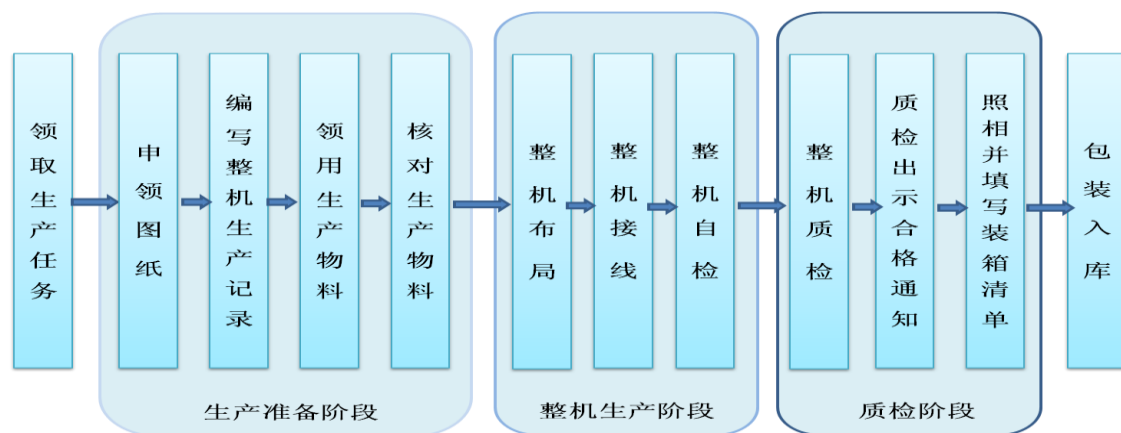 领取生产任务
申领图纸
编写整机生产记录
领用生产物料
核对生产物料
生产准备阶段
整机布局
整机接线
整机自检
整机生产阶段
整机质检
质检出示合格通知
照相并填写装箱清单
质检阶段
包装入库